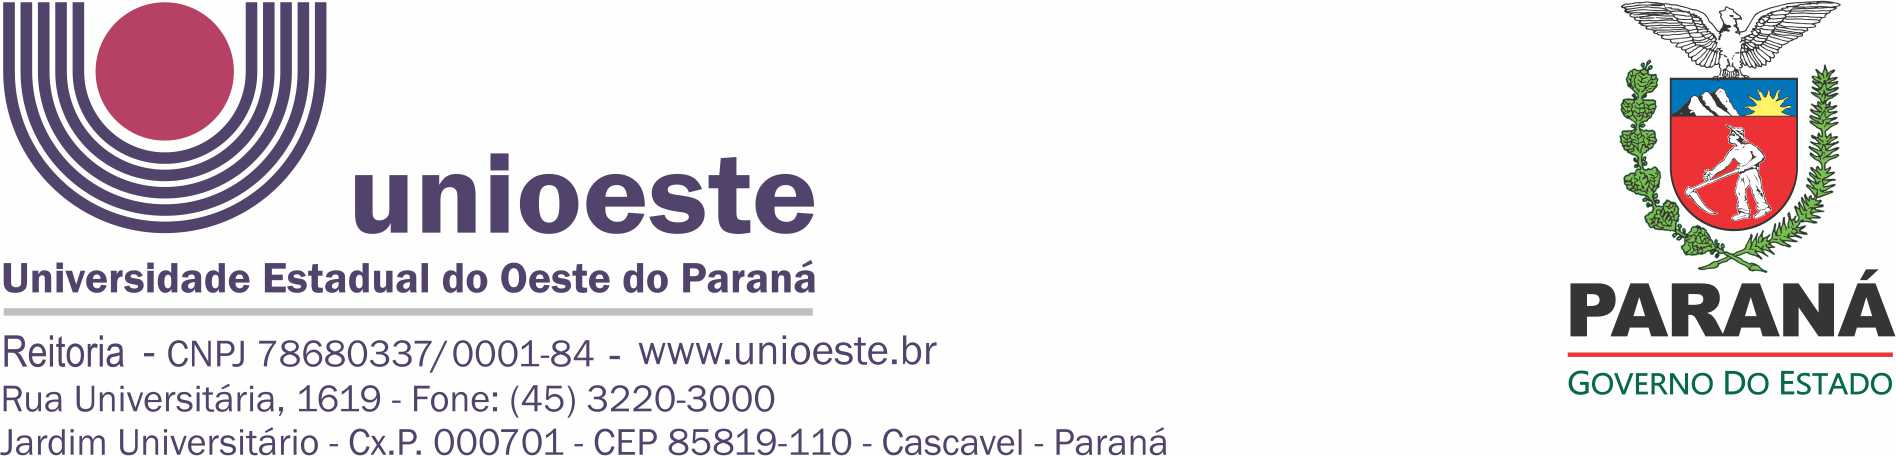 unioeste
Universidade Estadual do Oeste do Paraná
Reitoria - CNPJ 78680337/0001-84 - www.unioeste.br
Rua Universitária, 1619 - Fone: (45) 3220-3000
Jardim Universitário - Cx.P. 000701 - CEP 85819-110 - Cascavel - Paraná
PARANÁ
GOVERNO DO ESTADO